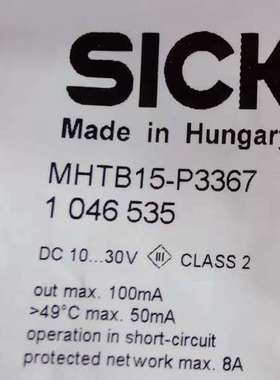 SICK
Made in Hungary
MHTB15-P3367
1 046 535
DC 10...30V III CLASS 2
out max. 100mA
>49°C max. 50mA
operation in short-circuit
protected network max. 8A